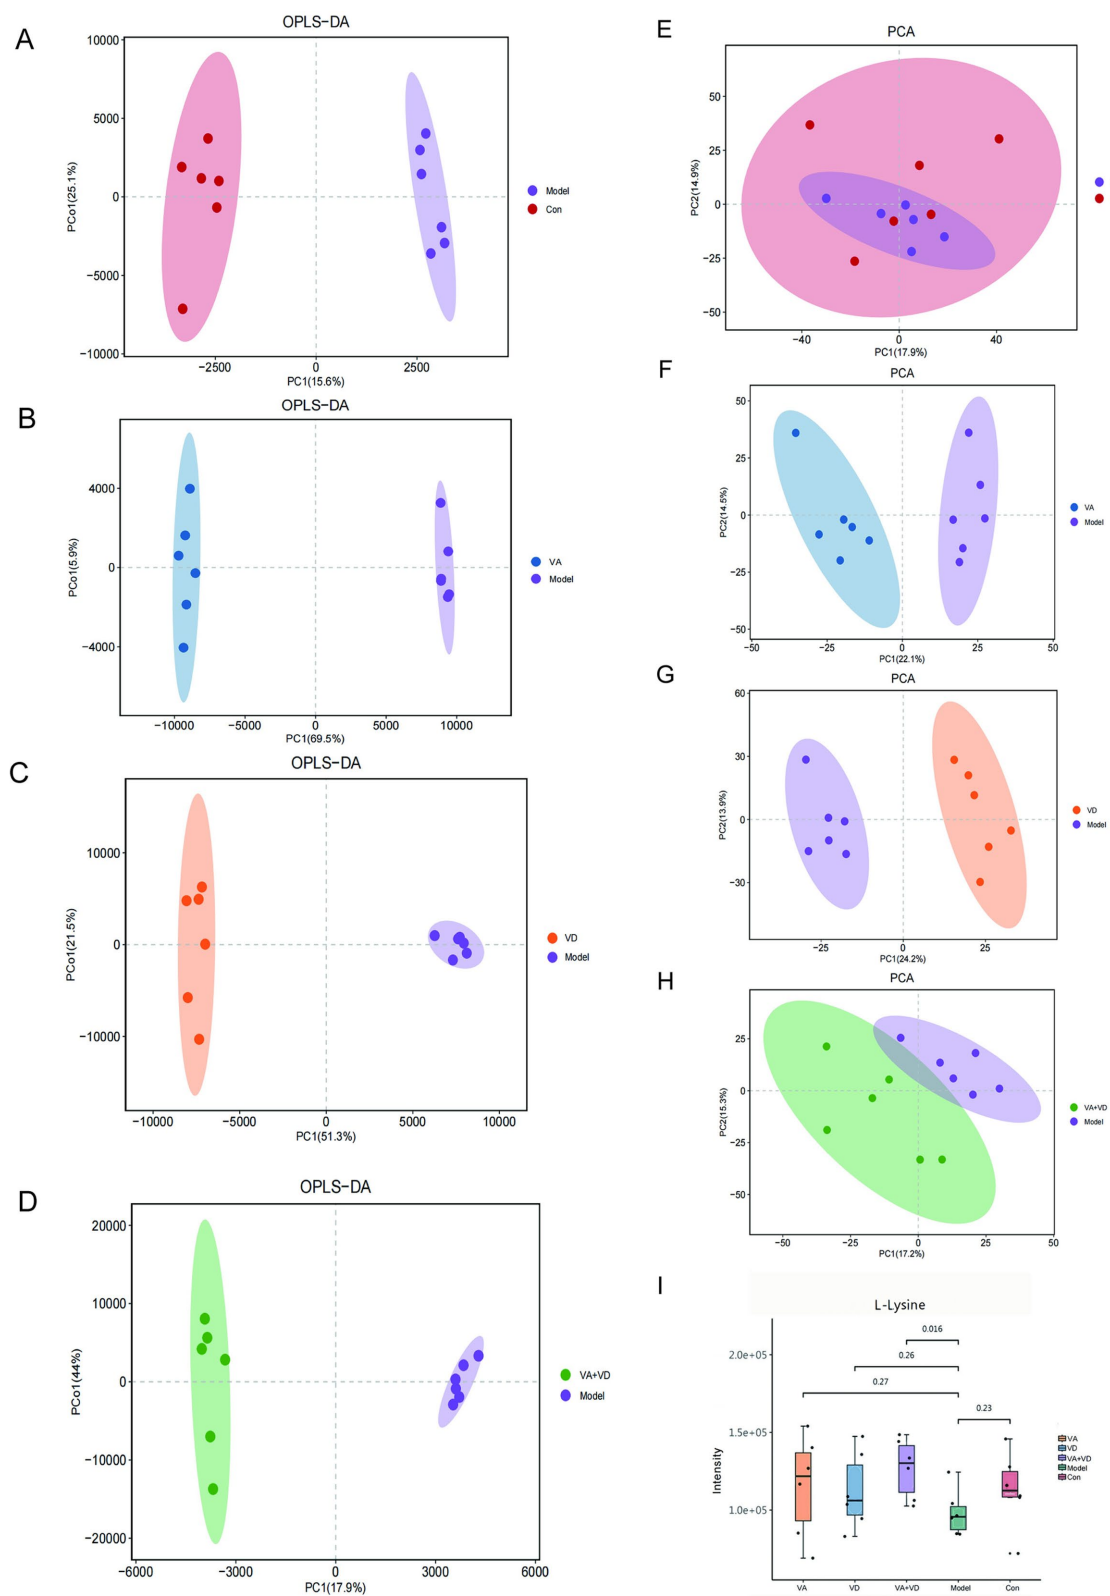 A
OPLS−DA
10000
5000
0
−5000
−10000
PCo1(25.1%)
−2500
0
2500
PC1(15.6%)
Model
Con
B
OPLS−DA
4000
0
−4000
PCo1(5.9%)
−10000
−5000
0
5000
10000
PC1(69.5%)
VA
Model
C
OPLS−DA
10000
0
−10000
PCo1(21.5%)
−10000
−5000
0
5000
10000
PC1(51.3%)
VD
Model
D
OPLS−DA
20000
10000
0
−10000
−20000
PCo1(44%)
−6000
−3000
0
3000
6000
PC1(17.9%)
VA+VD
Model
E
PCA
50
25
0
−25
−50
PC2(14.9%)
−40
0
40
PC1(17.9%)
F
PCA
50
25
0
−25
−50
PC2(14.5%)
−50
−25
0
25
50
PC1(22.1%)
VA
Model
G
PCA
60
30
0
−30
PC2(13.9%)
−25
0
25
PC1(24.2%)
VD
Model
H
PCA
25
0
−25
−50
PC2(15.3%)
−50
−25
0
25
50
PC1(17.2%)
VA+VD
Model
I
L-Lysine
0.016
0.26
0.27
0.23
2.0e+05
1.5e+05
1.0e+05
Intensity
VA
VD
VA+VD
Model
Con
VA
VD
VA+VD
Model
Con